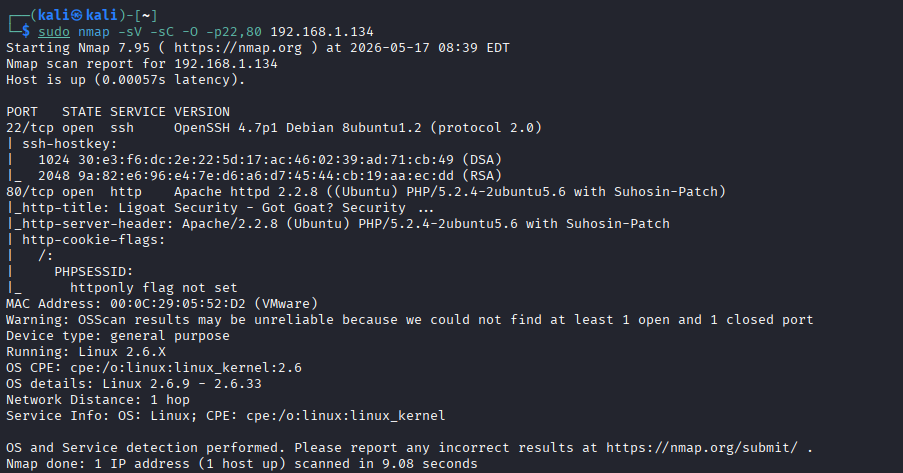 ┌──(kali㉿kali)-[~]
└─$ sudo nmap -sV -sC -O -p22,80 192.168.1.134
Starting Nmap 7.95 ( https://nmap.org ) at 2026-05-17 08:39 EDT
Nmap scan report for 192.168.1.134
Host is up (0.00057s latency).

PORT   STATE SERVICE VERSION
22/tcp open  ssh     OpenSSH 4.7p1 Debian 8ubuntu1.2 (protocol 2.0)
| ssh-hostkey:
|   1024 30:e3:f6:dc:2e:22:5d:17:ac:46:02:39:ad:71:cb:49 (DSA)
|_  2048 9a:82:e6:96:e4:7e:d6:a6:d7:45:44:cb:19:aa:ec:dd (RSA)
80/tcp open  http    Apache httpd 2.2.8 ((Ubuntu) PHP/5.2.4-2ubuntu5.6 with Suhosin-Patch)
|_http-title: Ligoat Security - Got Goat? Security ...
|_http-server-header: Apache/2.2.8 (Ubuntu) PHP/5.2.4-2ubuntu5.6 with Suhosin-Patch
| http-cookie-flags:
|   /:
|     PHPSESSID:
|_      httponly flag not set
MAC Address: 00:0C:29:05:52:D2 (VMware)
Warning: OSScan results may be unreliable because we could not find at least 1 open and 1 closed port
Device type: general purpose
Running: Linux 2.6.X
OS CPE: cpe:/o:linux:linux_kernel:2.6
OS details: Linux 2.6.9 - 2.6.33
Network Distance: 1 hop
Service Info: OS: Linux; CPE: cpe:/o:linux:linux_kernel

OS and Service detection performed. Please report any incorrect results at https://nmap.org/submit/ .
Nmap done: 1 IP address (1 host up) scanned in 9.08 seconds